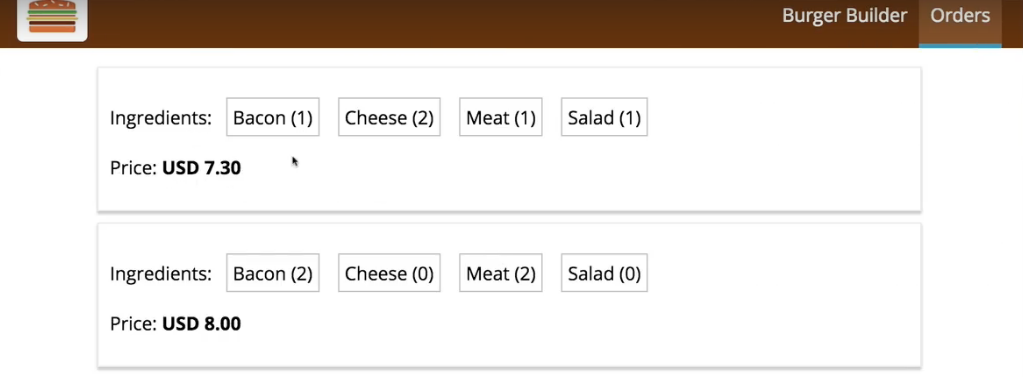 Burger Builder Orders
Ingredients: Bacon (1) Cheese (2) Meat (1) Salad (1)
Price: USD 7.30
Ingredients: Bacon (2) Cheese (0) Meat (2) Salad (0)
Price: USD 8.00